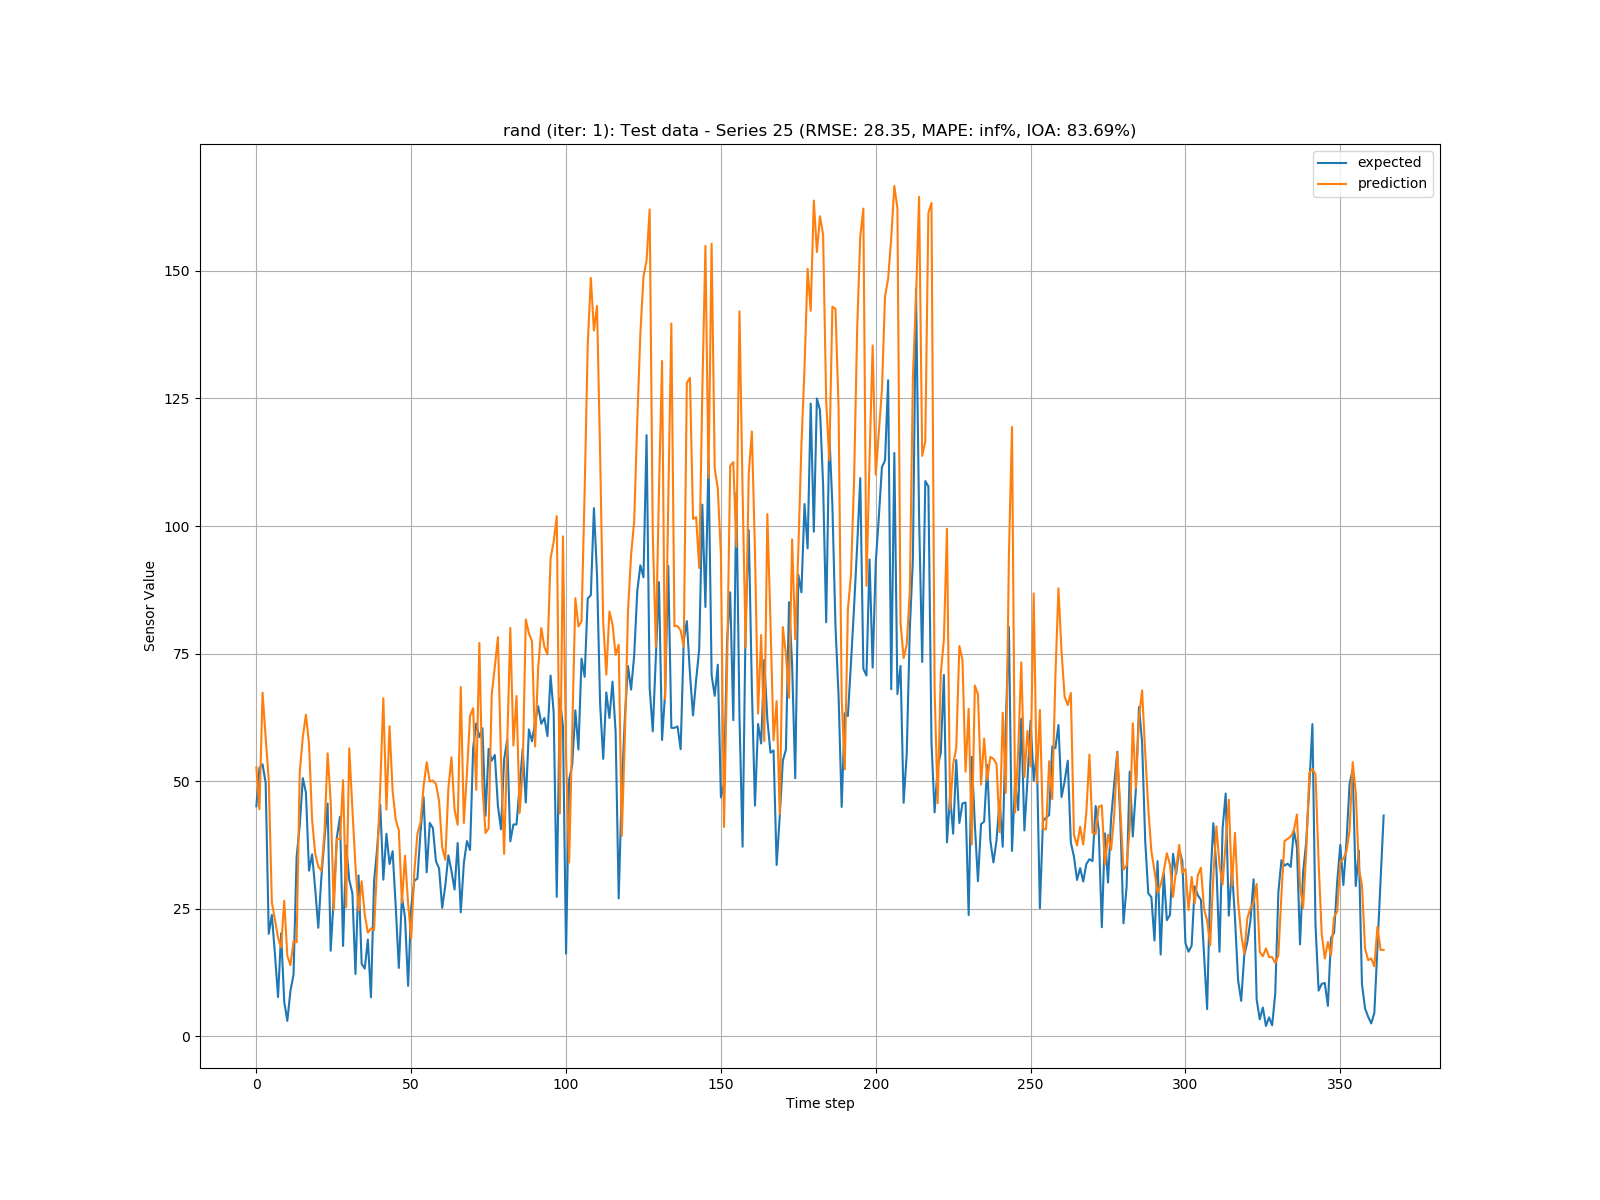 rand (iter: 1): Test data - Series 25 (RMSE: 28.35, MAPE: inf%, IOA: 83.69%)
expected
prediction
150
125
100
75
50
25
0
Sensor Value
0 50 100 150 200 250 300 350
Time step